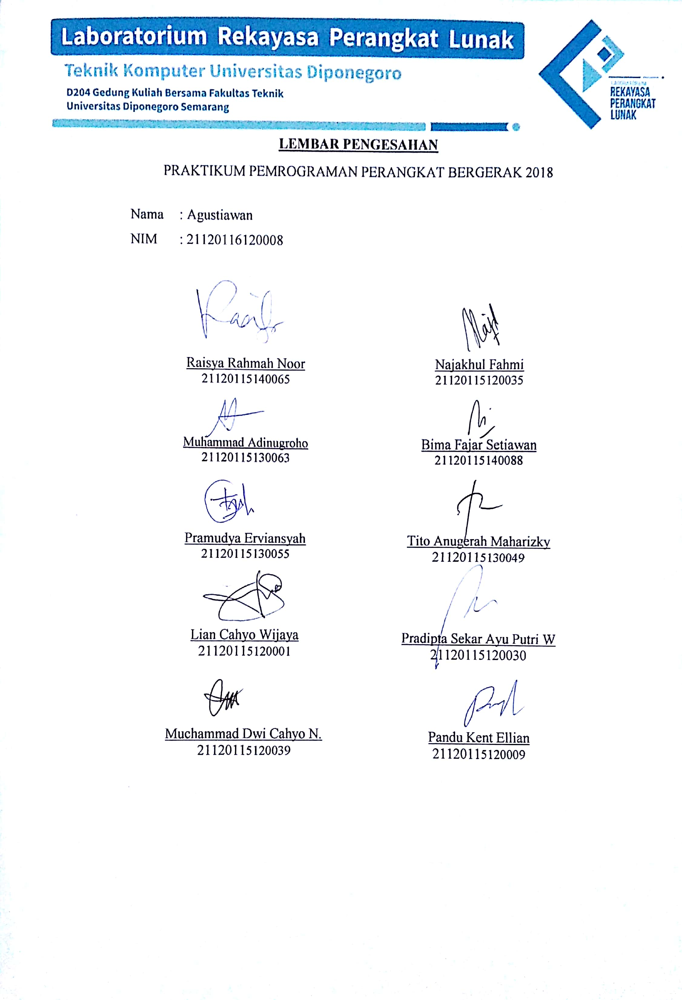 Laboratorium Rekayasa Perangkat Lunak
Teknik Komputer Universitas Diponegoro
D204 Gedung Kuliah Bersama Fakultas Teknik
Universitas Diponegoro Semarang
LABORATORIUM
REKAYASA
PERANGKAT
LUNAK
LEMBAR PENGESAHAN
PRAKTIKUM PEMROGRAMAN PERANGKAT BERGERAK 2018
Nama : Agustiawan
NIM : 21120116120008
Raisya Rahmah Noor
21120115140065
Najakhul Fahmi
21120115120035
Muhammad Adinugroho
21120115130063
Bima Fajar Setiawan
21120115140088
Pramudya Erviansyah
21120115130055
Tito Anugerah Maharizky
21120115130049
Lian Cahyo Wijaya
21120115120001
Pradipta Sekar Ayu Putri W
21120115120030
Muchammad Dwi Cahyo N.
21120115120039
Pandu Kent Ellian
21120115120009